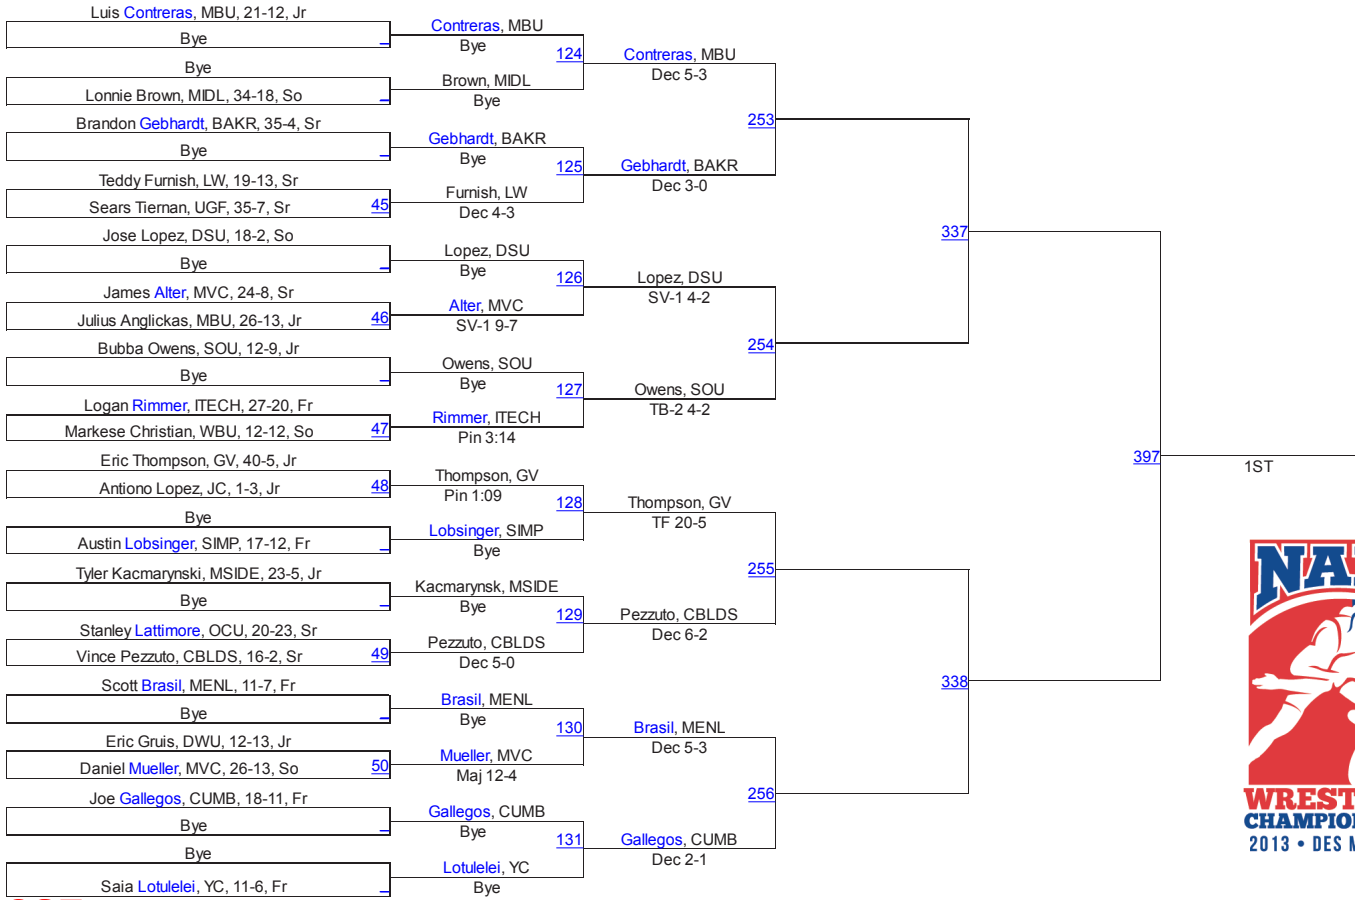 Luis Contreras, MBU, 21-12, Jr
Bye
Bye
Lonnie Brown, MIDL, 34-18, So
Brandon Gebhardt, BAKR, 35-4, Sr
Bye
Teddy Furnish, LW, 19-13, Sr
Sears Tiernan, UGF, 35-7, Sr
45
Jose Lopez, DSU, 18-2, So
Bye
James Alter, MVC, 24-8, Sr
Julius Anglickas, MBU, 26-13, Jr
46
Bubba Owens, SOU, 12-9, Jr
Bye
Logan Rimmer, ITECH, 27-20, Fr
Markese Christian, WBU, 12-12, So
47
Eric Thompson, GV, 40-5, Jr
Antiono Lopez, JC, 1-3, Jr
48
Bye
Austin Lobsinger, SIMP, 17-12, Fr
Tyler Kacmarynski, MSIDE, 23-5, Jr
Bye
Stanley Lattimore, OCU, 20-23, Sr
Vince Pezzuto, CBLDS, 16-2, Sr
49
Scott Brasil, MENL, 11-7, Fr
Bye
Eric Gruis, DWU, 12-13, Jr
Daniel Mueller, MVC, 26-13, So
50
Joe Gallegos, CUMB, 18-11, Fr
Bye
Bye
Saia Lotulelei, YC, 11-6, Fr
Contreras, MBU
Bye
124
Brown, MIDL
Bye
Gebhardt, BAKR
Bye
125
Furnish, LW
Dec 4-3
Lopez, DSU
Bye
126
Alter, MVC
SV-1 9-7
Owens, SOU
Bye
127
Rimmer, ITECH
Pin 3:14
Thompson, GV
Pin 1:09
128
Lobsinger, SIMP
Bye
Kacmarynsk, MSIDE
Bye
129
Pezzuto, CBLDS
Dec 5-0
Brasil, MENL
Bye
130
Mueller, MVC
Maj 12-4
Gallegos, CUMB
Bye
131
Lotulelei, YC
Bye
Contreras, MBU
Dec 5-3
253
Gebhardt, BAKR
Dec 3-0
Lopez, DSU
SV-1 4-2
254
Owens, SOU
TB-2 4-2
Thompson, GV
TF 20-5
255
Pezzuto, CBLDS
Dec 6-2
Brasil, MENL
Dec 5-3
256
Gallegos, CUMB
Dec 2-1
337
338
397
1ST
NA
WREST
CHAMPIO
2013 • DES M